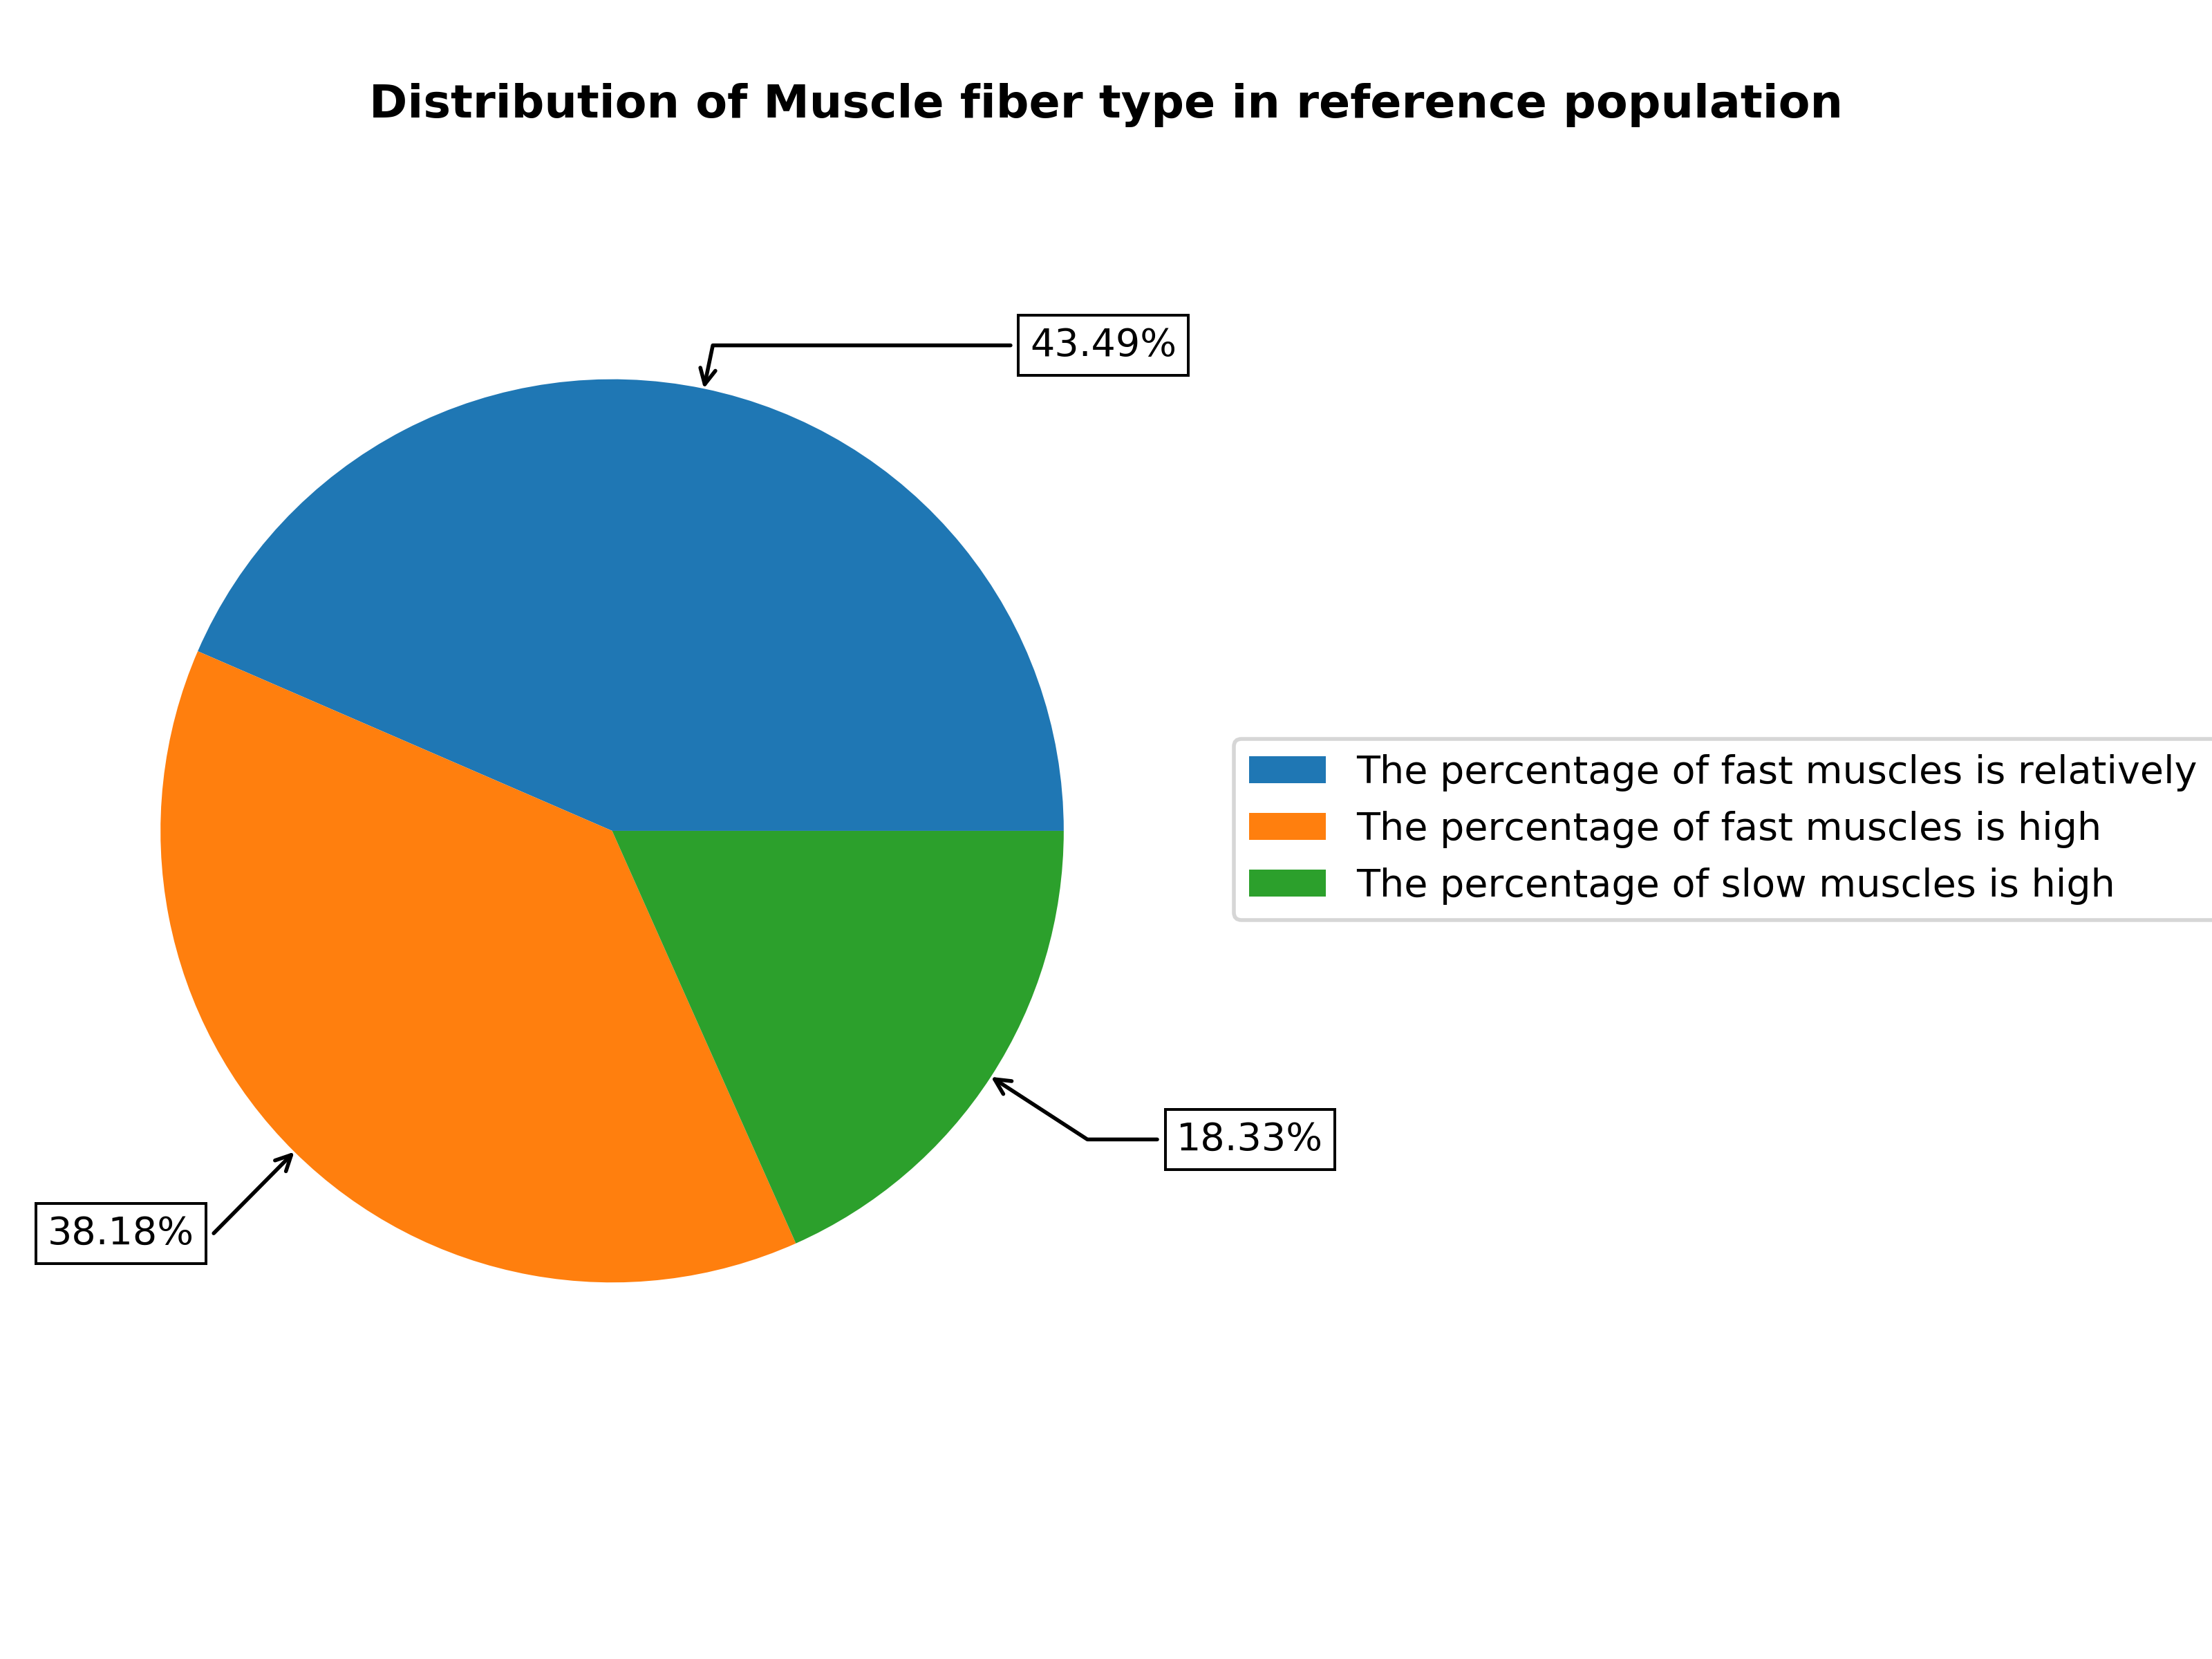 Distribution of Muscle fiber type in reference population
43.49%
The percentage of fast muscles is relatively
The percentage of fast muscles is high
The percentage of slow muscles is high
18.33%
38.18%